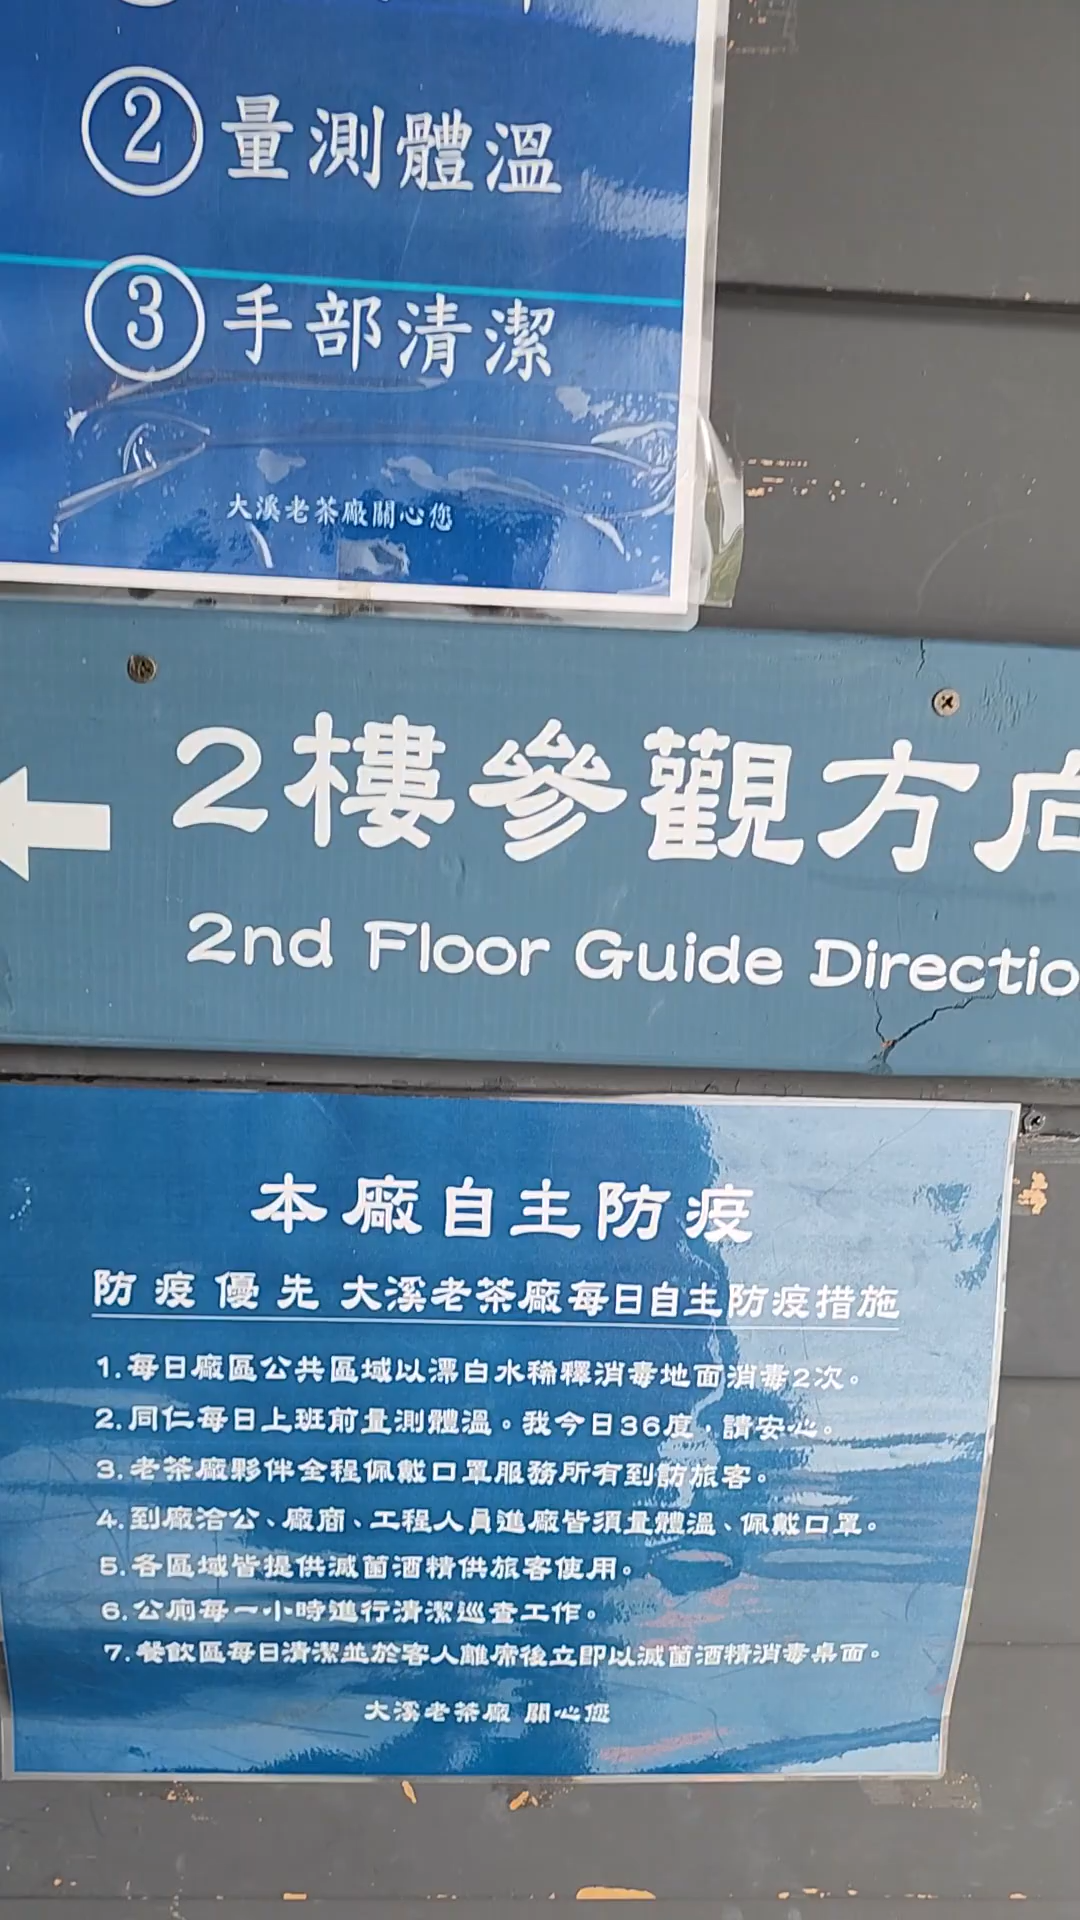 ②量測體溫
③手部清潔
大溪老茶廠關心您
2樓參觀方向
2nd Floor Guide Directio
本廠自主防疫
防疫優先 大溪老茶廠每日自主防疫措施
1.每日廠區公共區域以漂白水稀釋消毒地面消毒2次。
2.同仁每日上班前量測體溫。我今日36度,請安心。
3.老茶廠夥伴全程佩戴口罩服務所有到訪旅客。
4.到廠洽公、廠商、工程人員進廠皆須量體溫、佩戴口罩。
5.各區域皆提供滅菌酒精供旅客使用。
6.公廁每一小時進行清潔巡查工作。
7.餐飲區每日清潔並於客人離席後立即以滅菌酒精消毒桌面。
大溪老茶廠 關心您